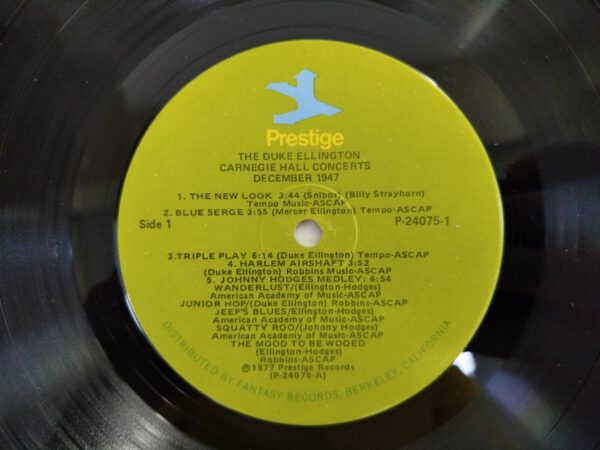 Prestige
THE DUKE ELLINGTON
CARNEGIE HALL CONCERTS
DECEMBER 1947
1. THE NEW LOOK 3:44 (Snibor) (Billy Strayhorn)
Tempo Music-ASCAP
2. BLUE SERGE 3:55 (Mercer Ellington) Tempo-ASCAP
Side 1
P-24075-1
3. TRIPLE PLAY 6:14 (Duke Ellington) Tempo-ASCAP
4. HARLEM AIRSHAFT 3:52
(Duke Ellington) Robbins Music-ASCAP
5. JOHNNY HODGES MEDLEY: 6:54
WANDERLUST/(Ellington-Hodges)
American Academy of Music-ASCAP
JUNIOR HOP/(Duke Ellington) Robbins-ASCAP
JEEP'S BLUES/(Ellington-Hodges)
American Academy of Music-ASCAP
SQUATTY ROO/(Johnny Hodges)
American Academy of Music-ASCAP
THE MOOD TO BE WOOED
(Ellington-Hodges)
Robbins-ASCAP
℗1977 Prestige Records
(P-24075-A)
DISTRIBUTED BY FANTASY RECORDS, BERKELEY, CALIFORNIA